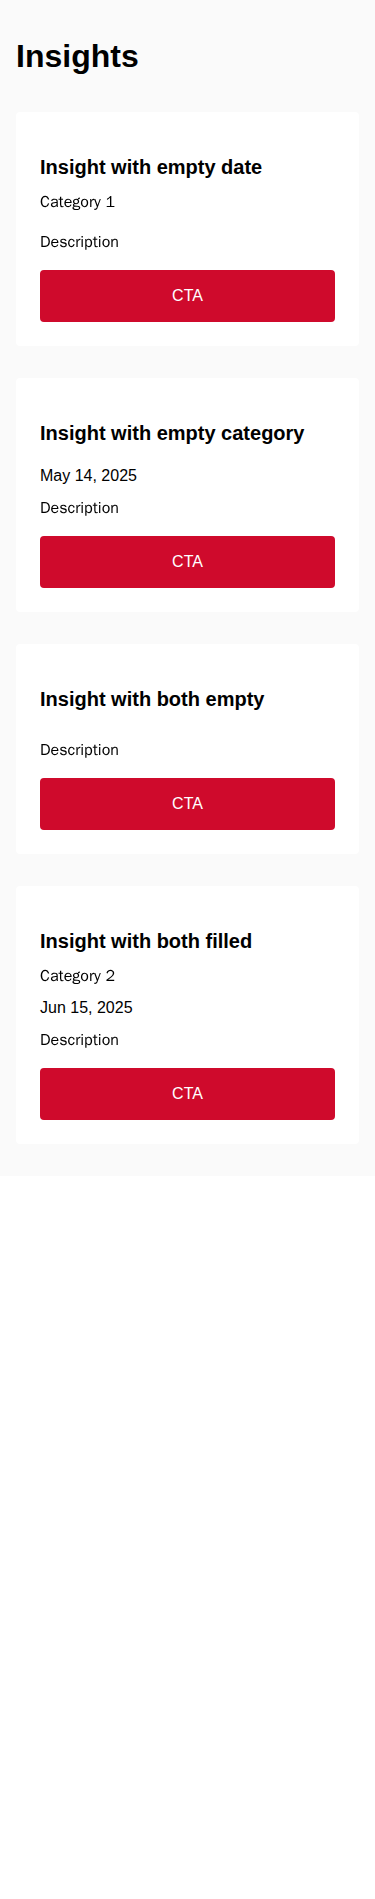 Insights
Insight with empty date
Category 1
Description
CTA
Insight with empty category
May 14, 2025
Description
CTA
Insight with both empty
Description
CTA
Insight with both filled
Category 2
Jun 15, 2025
Description
CTA